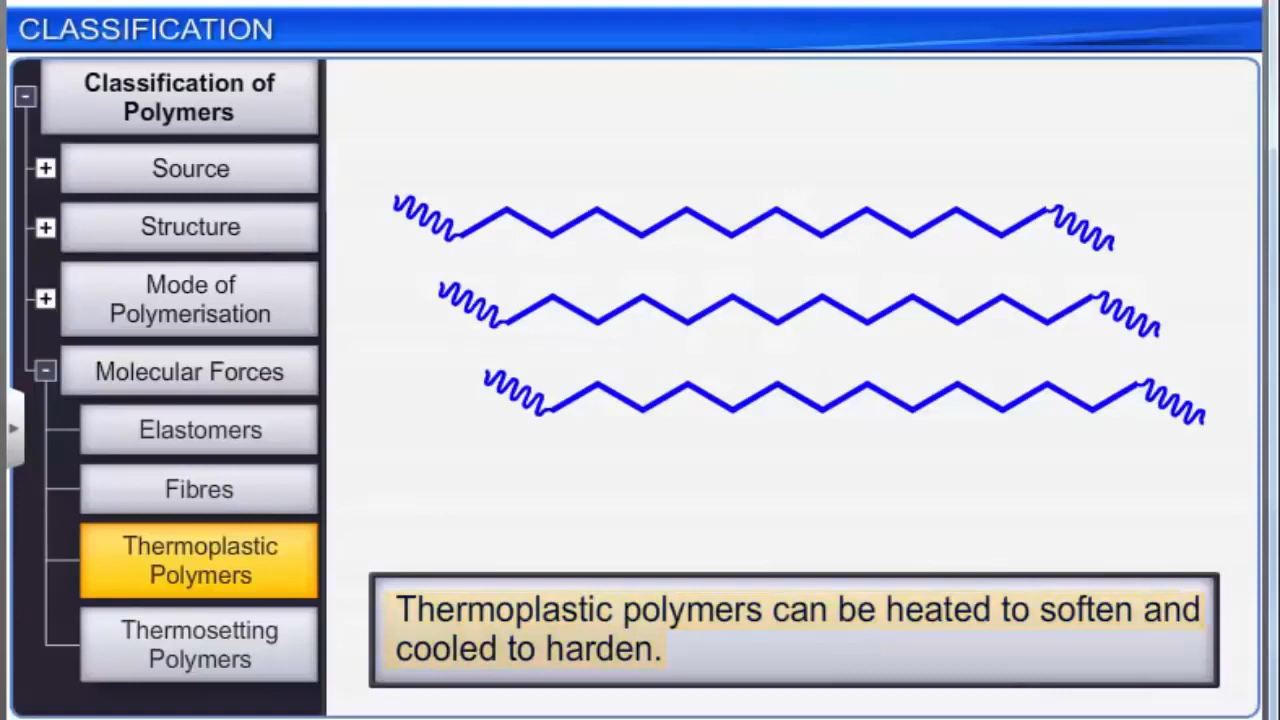 CLASSIFICATION
Classification of
Polymers
Source
Structure
Mode of
Polymerisation
Molecular Forces
Elastomers
Fibres
Thermoplastic
Polymers
Thermosetting
Polymers
Thermoplastic polymers can be heated to soften and
cooled to harden.